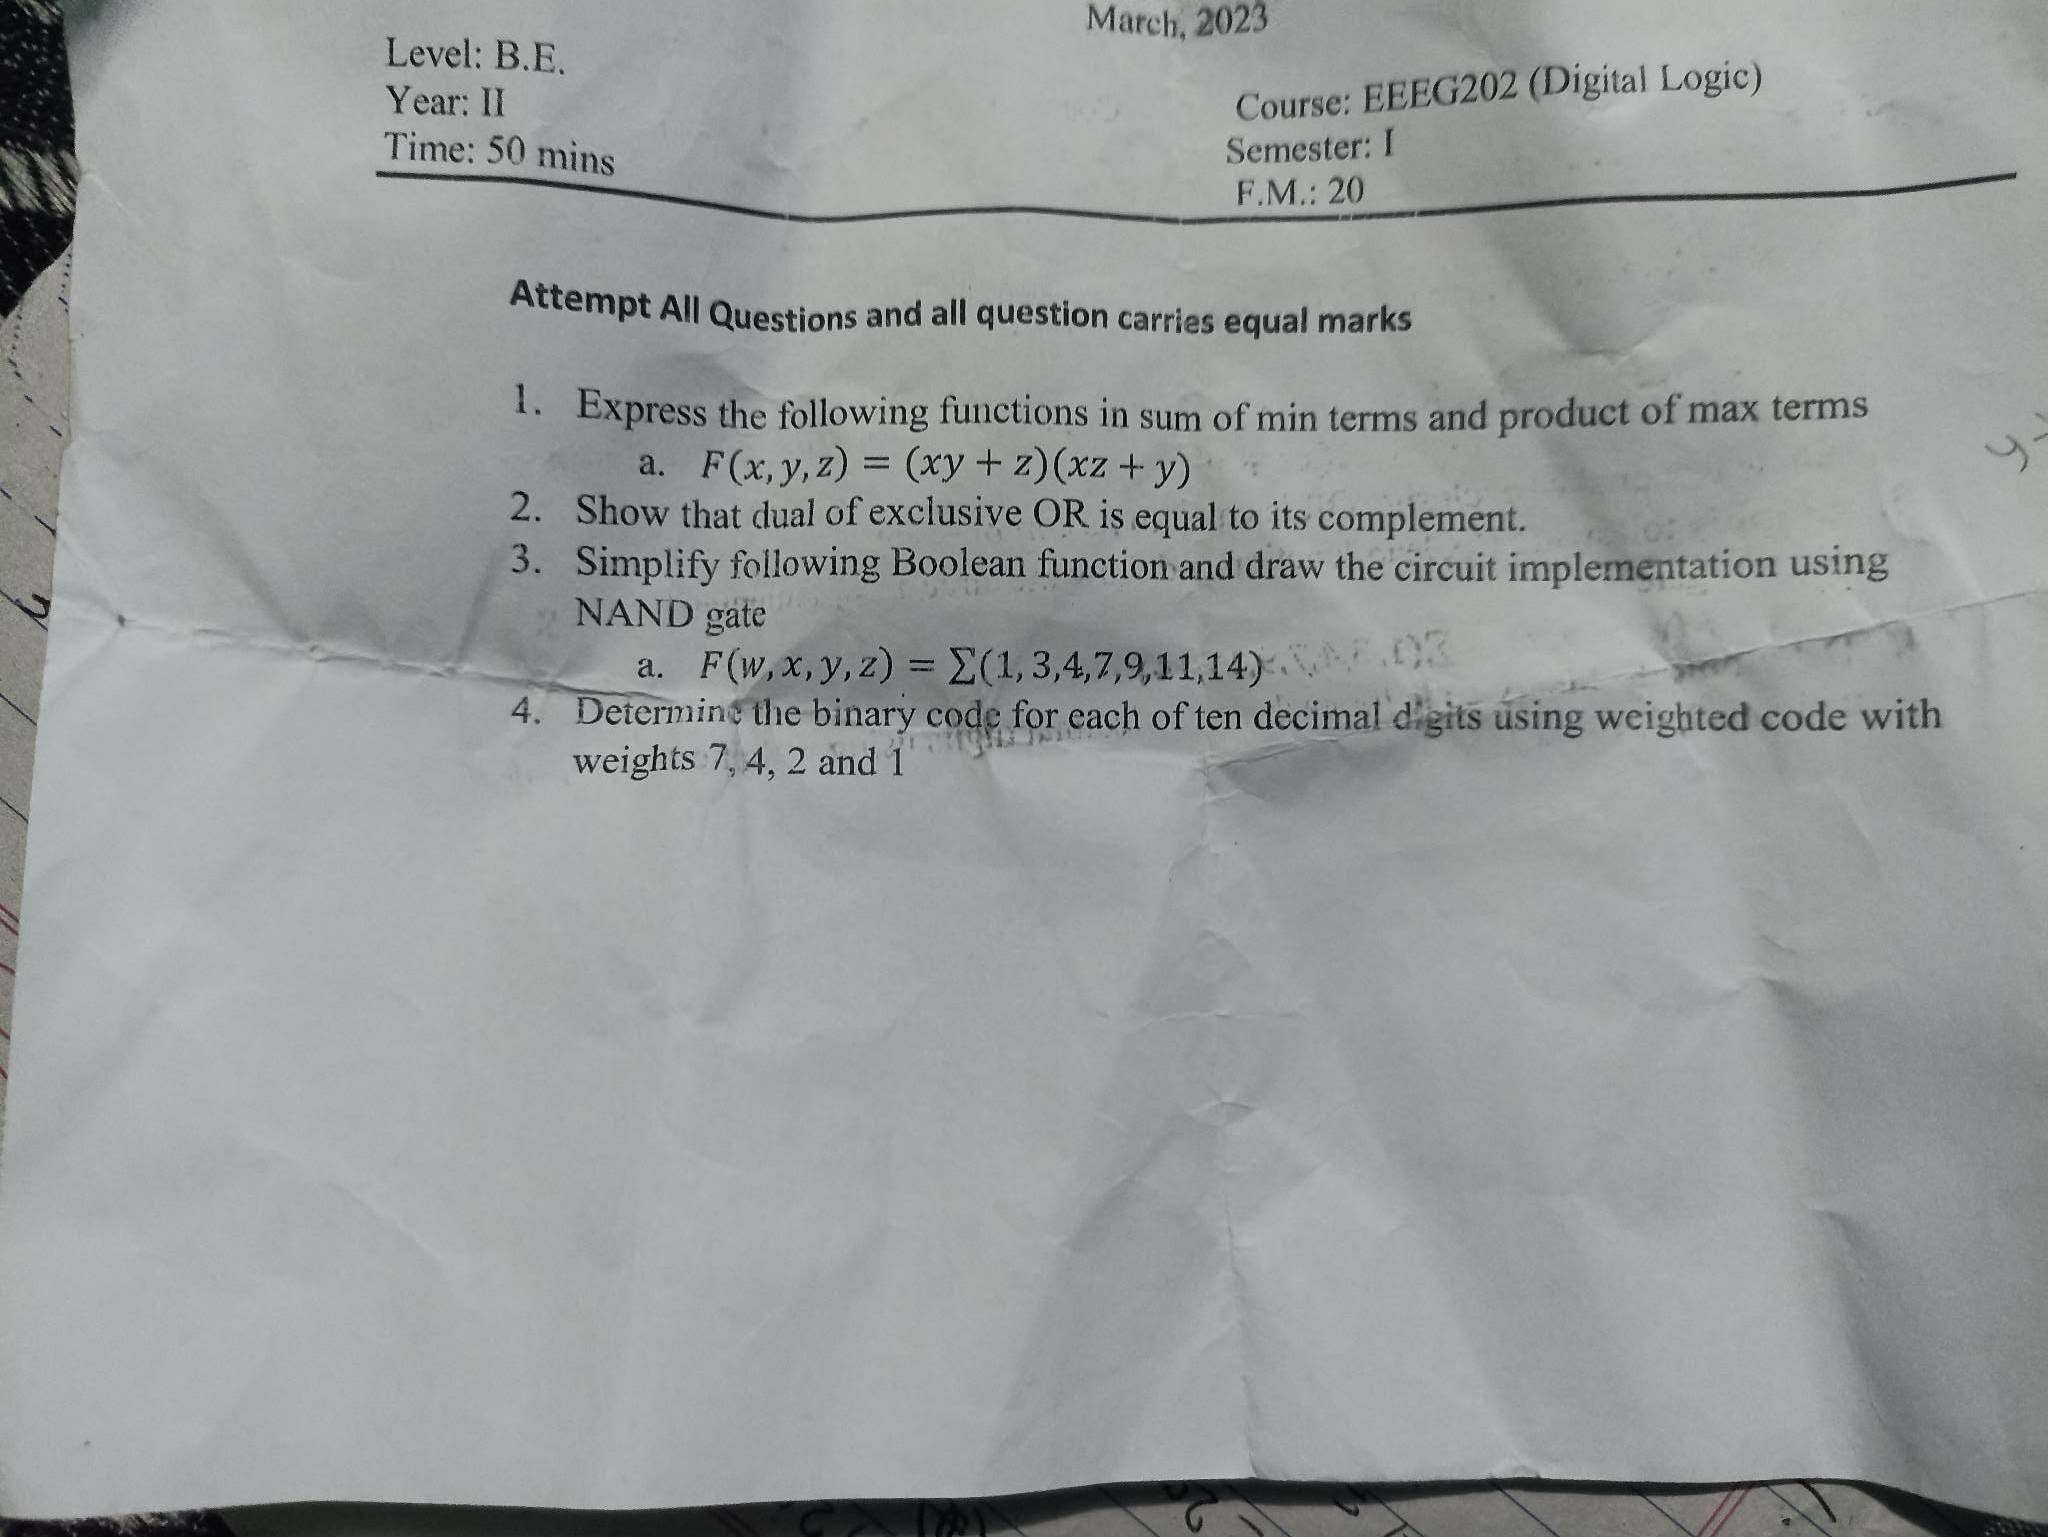 March, 2023
Level: B.E.
Year: II
Time: 50 mins
Course: EEEG202 (Digital Logic)
Semester: I
F.M.: 20
Attempt All Questions and all question carries equal marks
1. Express the following functions in sum of min terms and product of max terms
a. F(x, y, z) = (xy + z)(xz + y)
2. Show that dual of exclusive OR is equal to its complement.
3. Simplify following Boolean function and draw the circuit implementation using
NAND gate
a. F(w, x, y, z) = ∑(1, 3,4,7,9,11,14)
4. Determine the binary code for each of ten decimal digits using weighted code with
weights 7, 4, 2 and 1